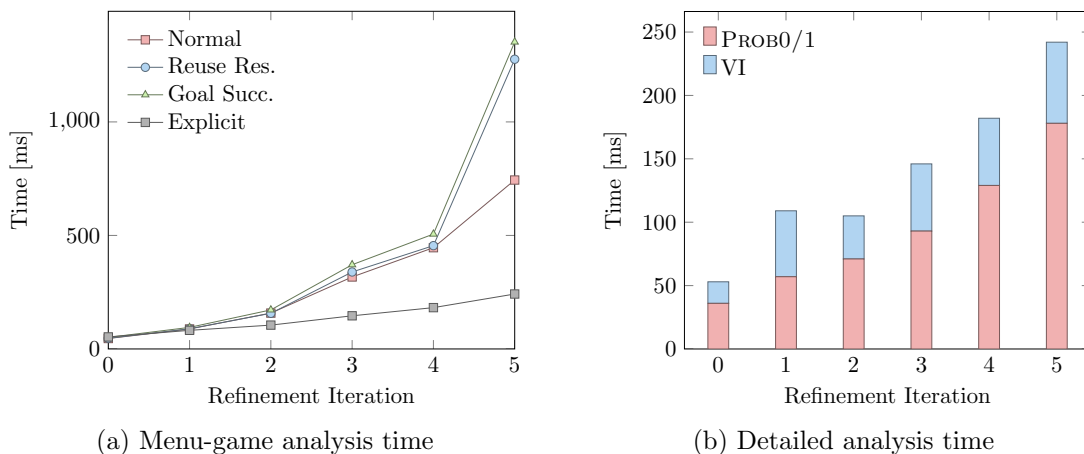 Normal
Reuse Res.
Goal Succ.
Explicit
1,000
500
0
Time [ms]
0 1 2 3 4 5
Refinement Iteration
(a) Menu-game analysis time
PROB0/1
VI
250
200
150
100
50
0
Time [ms]
0 1 2 3 4 5
Refinement Iteration
(b) Detailed analysis time